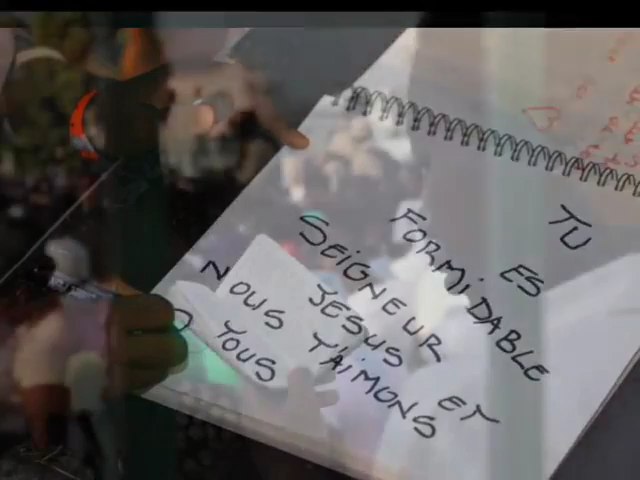 TU
ES
FORMIDABLE
SEIGNEUR
JESUS ET
NOUS T'AIMONS
TOUS